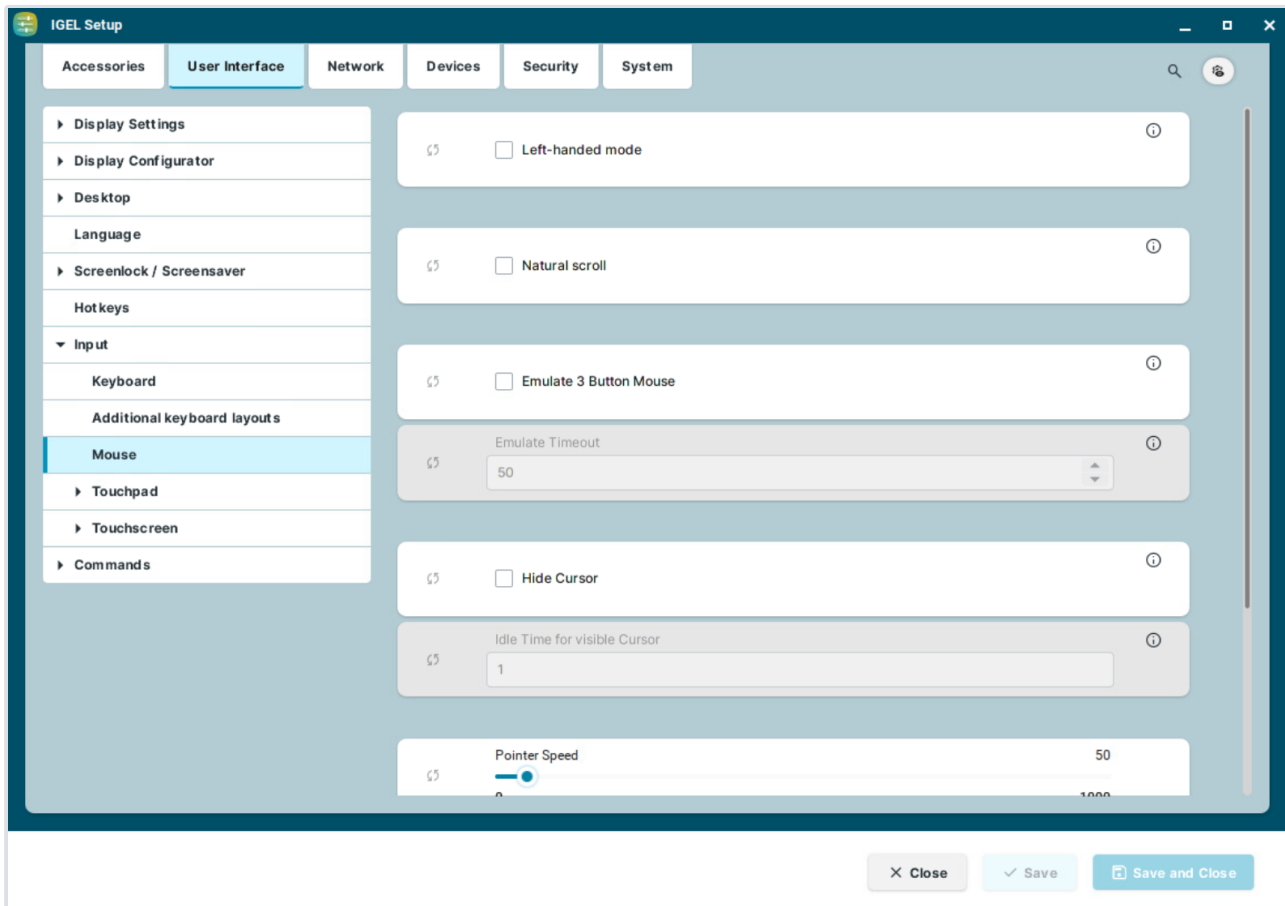 IGEL Setup
Accessories
User Interface
Network
Devices
Security
System
Display Settings
Display Configurator
Desktop
Language
Screenlock / Screensaver
Hotkeys
Input
Keyboard
Additional keyboard layouts
Mouse
Touchpad
Touchscreen
Commands
Left-handed mode
Natural scroll
Emulate 3 Button Mouse
Emulate Timeout
50
Hide Cursor
Idle Time for visible Cursor
1
Pointer Speed 50
0 1000
Close
Save
Save and Close